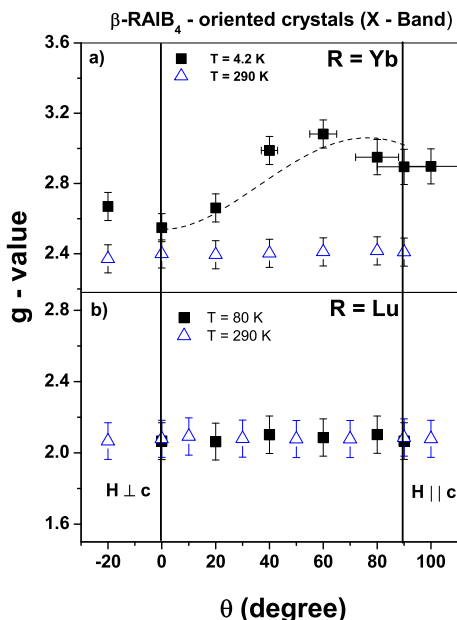 β-RAlB4 - oriented crystals (X - Band)
3.6
a)
T = 4.2 K
T = 290 K
R = Yb
3.2
2.8
2.4
g - value
b)
T = 80 K
T = 290 K
R = Lu
2.8
2.4
2.0
1.6
H ⊥ c
H || c
-20 0 20 40 60 80 100
θ (degree)